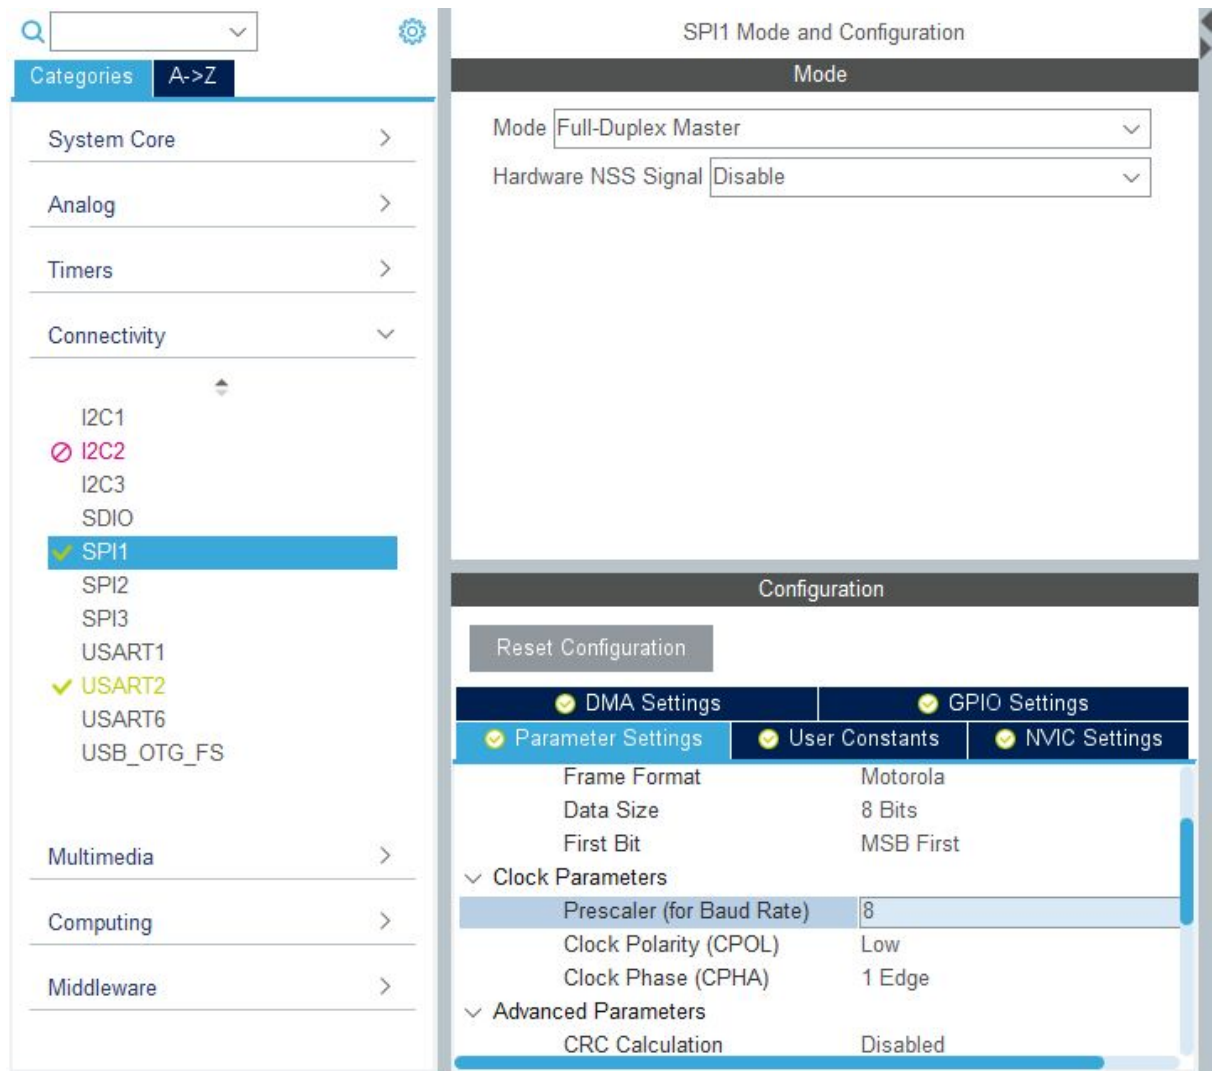 Categories
A->Z
System Core
Analog
Timers
Connectivity
I2C1
I2C2
I2C3
SDIO
SPI1
SPI2
SPI3
USART1
USART2
USART6
USB_OTG_FS
Multimedia
Computing
Middleware
SPI1 Mode and Configuration
Mode
Mode Full-Duplex Master
Hardware NSS Signal Disable
Configuration
Reset Configuration
DMA Settings GPIO Settings
Parameter Settings User Constants NVIC Settings
Frame Format Motorola
Data Size 8 Bits
First Bit MSB First
Clock Parameters
Prescaler (for Baud Rate) 8
Clock Polarity (CPOL) Low
Clock Phase (CPHA) 1 Edge
Advanced Parameters
CRC Calculation Disabled